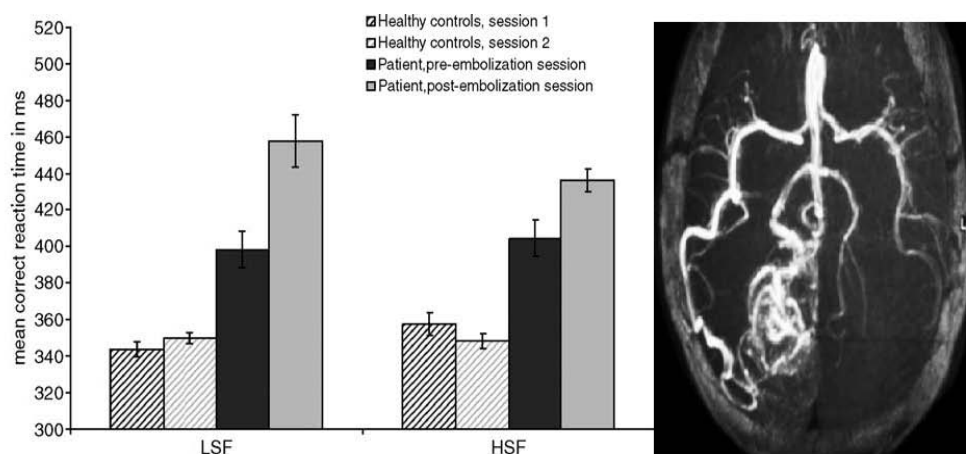 520
500
480
460
440
420
400
380
360
340
320
300
mean correct reaction time in ms
Healthy controls, session 1
Healthy controls, session 2
Patient,pre-embolization session
Patient,post-embolization session
LSF
HSF